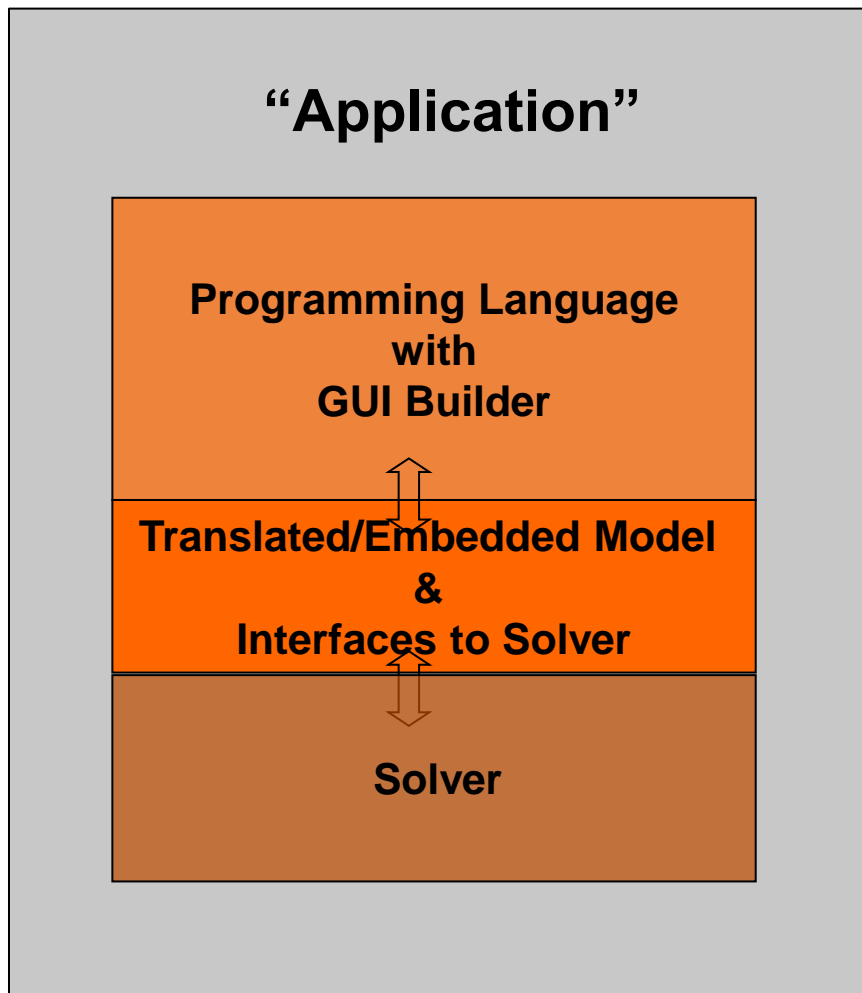 “Application”
Programming Language
with
GUI Builder
Translated/Embedded Model
&
Interfaces to Solver
Solver